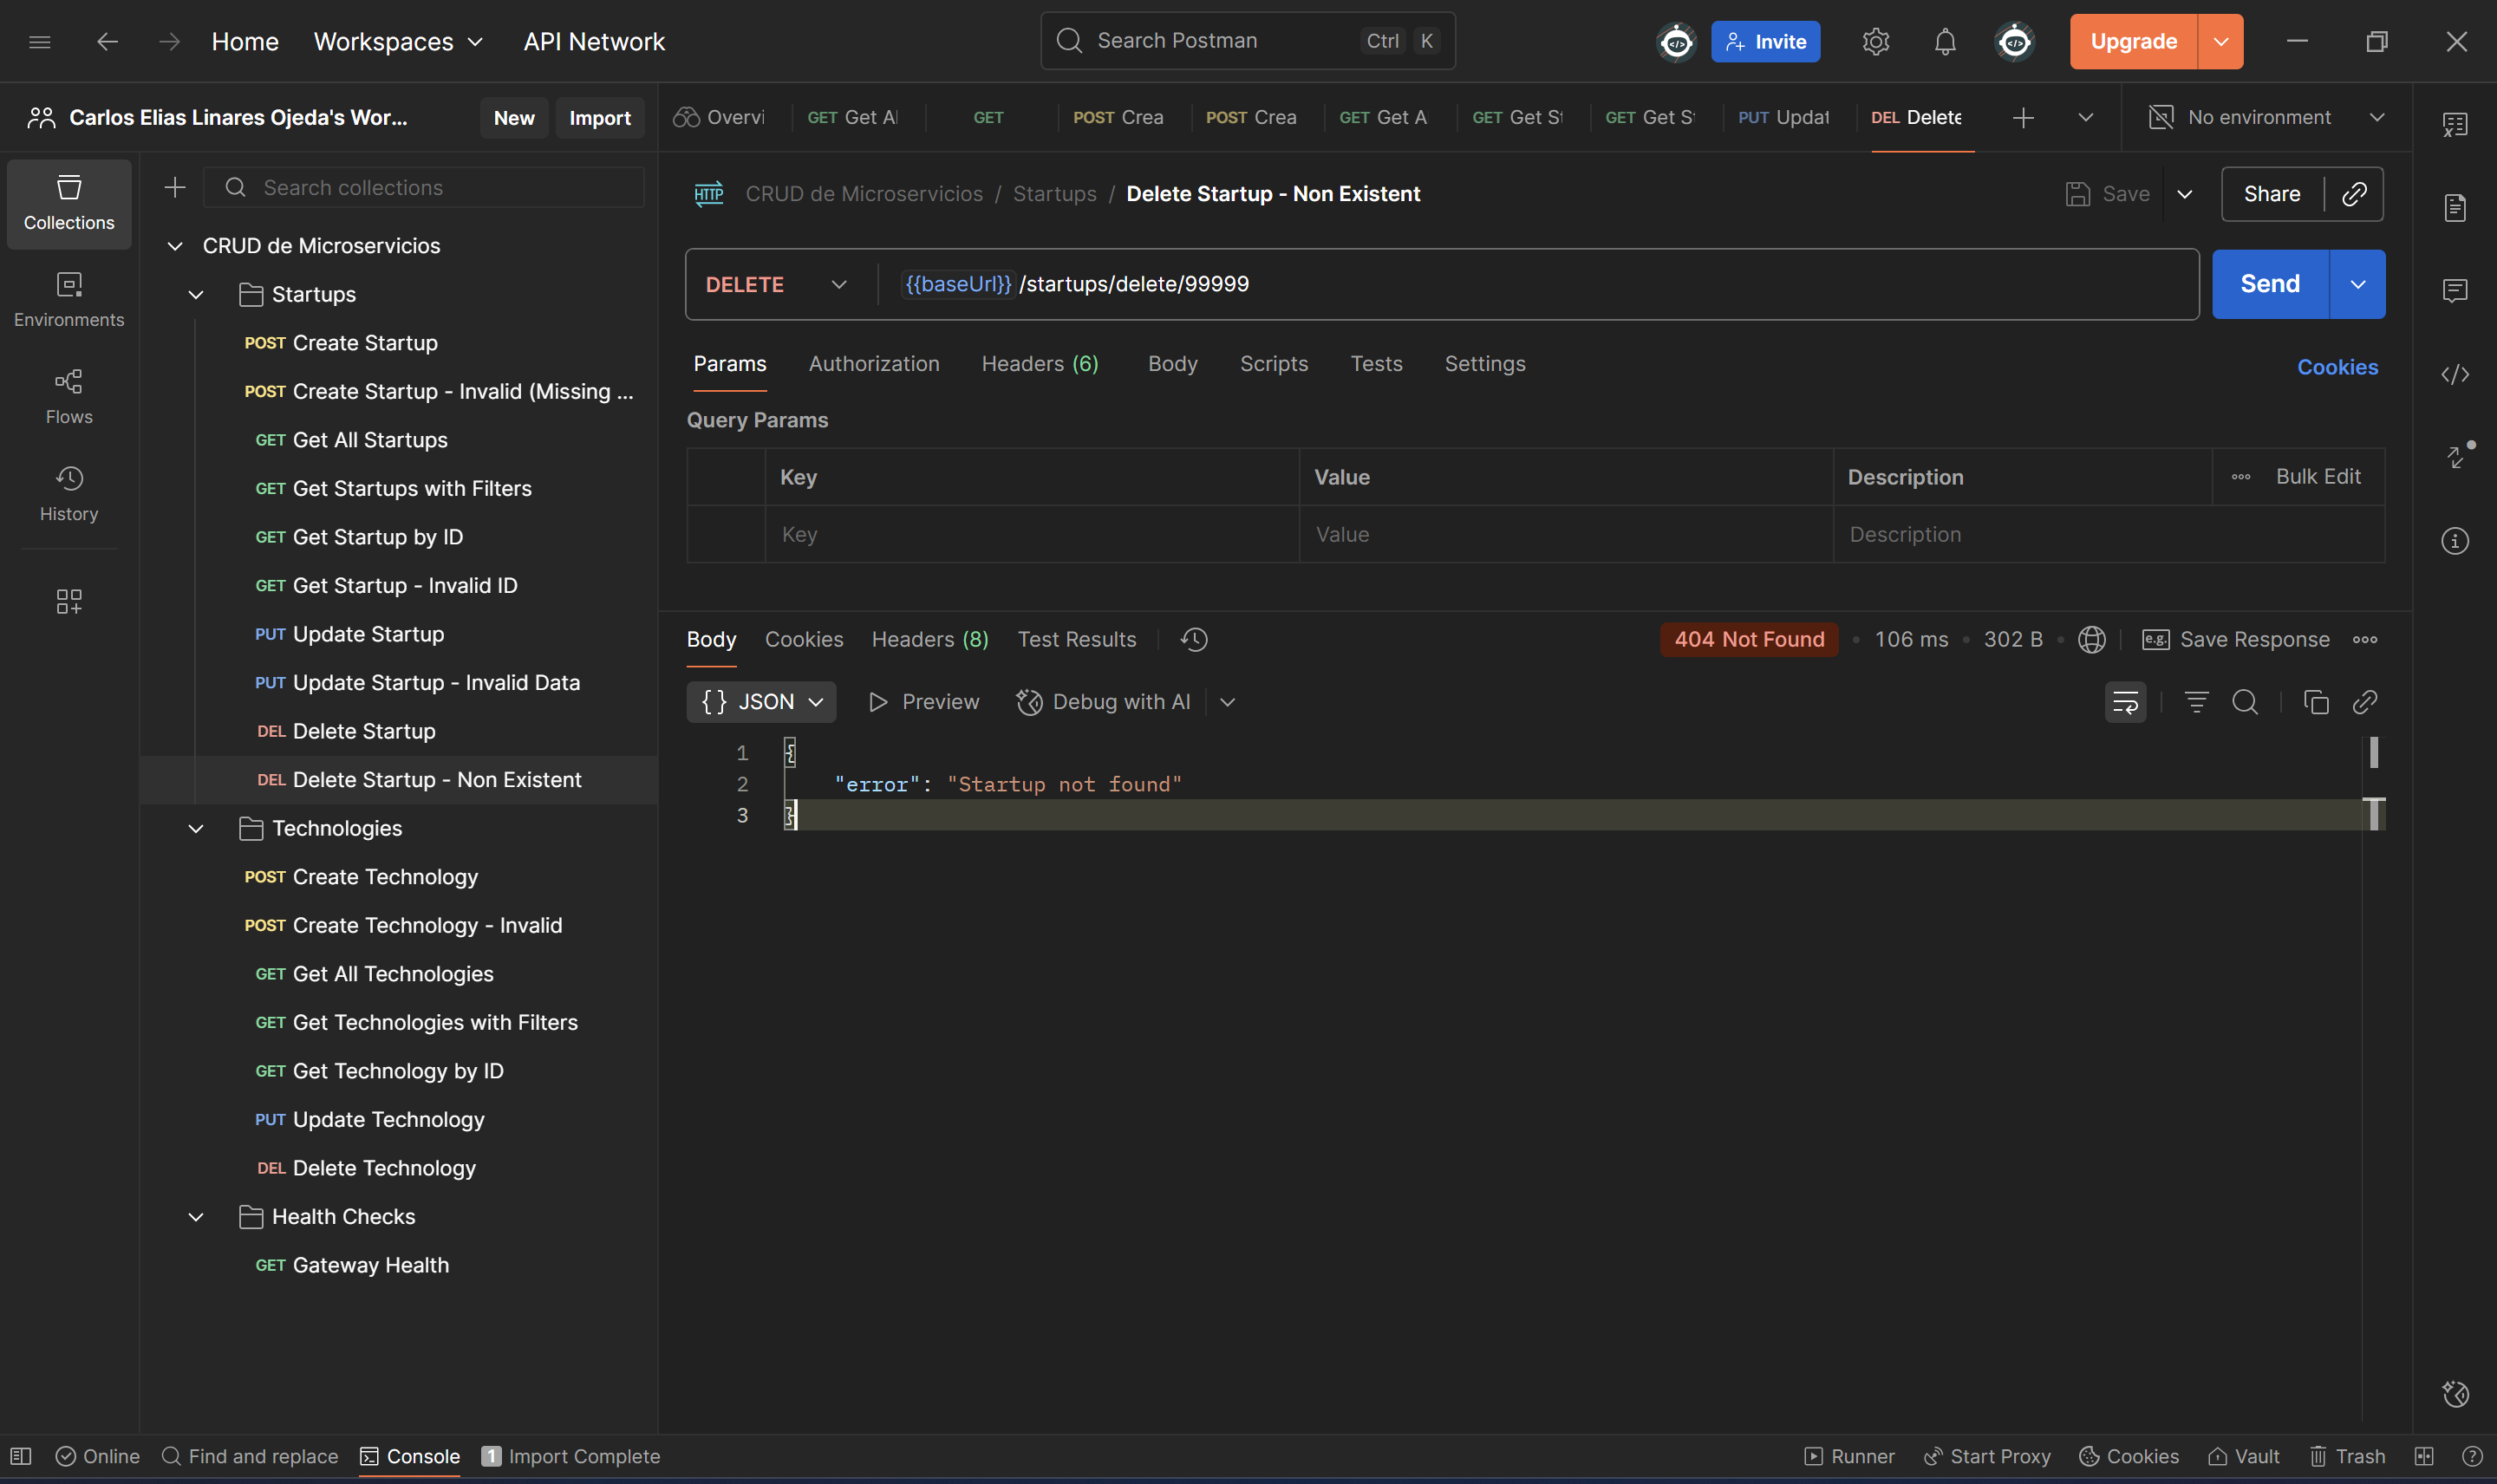 Home Workspaces API Network Search Postman Ctrl K Invite Upgrade
Carlos Elias Linares Ojeda's Wor... New Import Overvi GET Get Al GET POST Crea POST Crea GET Get A GET Get St GET Get S PUT Updat DEL Delete No environment
Collections
Environments
Flows
History
Search collections
CRUD de Microservicios
Startups
POST Create Startup
POST Create Startup - Invalid (Missing ...
GET Get All Startups
GET Get Startups with Filters
GET Get Startup by ID
GET Get Startup - Invalid ID
PUT Update Startup
PUT Update Startup - Invalid Data
DEL Delete Startup
DEL Delete Startup - Non Existent
Technologies
POST Create Technology
POST Create Technology - Invalid
GET Get All Technologies
GET Get Technologies with Filters
GET Get Technology by ID
PUT Update Technology
DEL Delete Technology
Health Checks
GET Gateway Health
HTTP CRUD de Microservicios / Startups / Delete Startup - Non Existent Save Share
DELETE {{baseUrl}} /startups/delete/99999 Send
Params Authorization Headers (6) Body Scripts Tests Settings Cookies
Query Params
Key Value Description Bulk Edit
Key Value Description
Body Cookies Headers (8) Test Results 404 Not Found 106 ms 302 B e.g. Save Response
{} JSON Preview Debug with AI
1 {
2 "error": "Startup not found"
3 }
Online Find and replace Console 1 Import Complete Runner Start Proxy Cookies Vault Trash